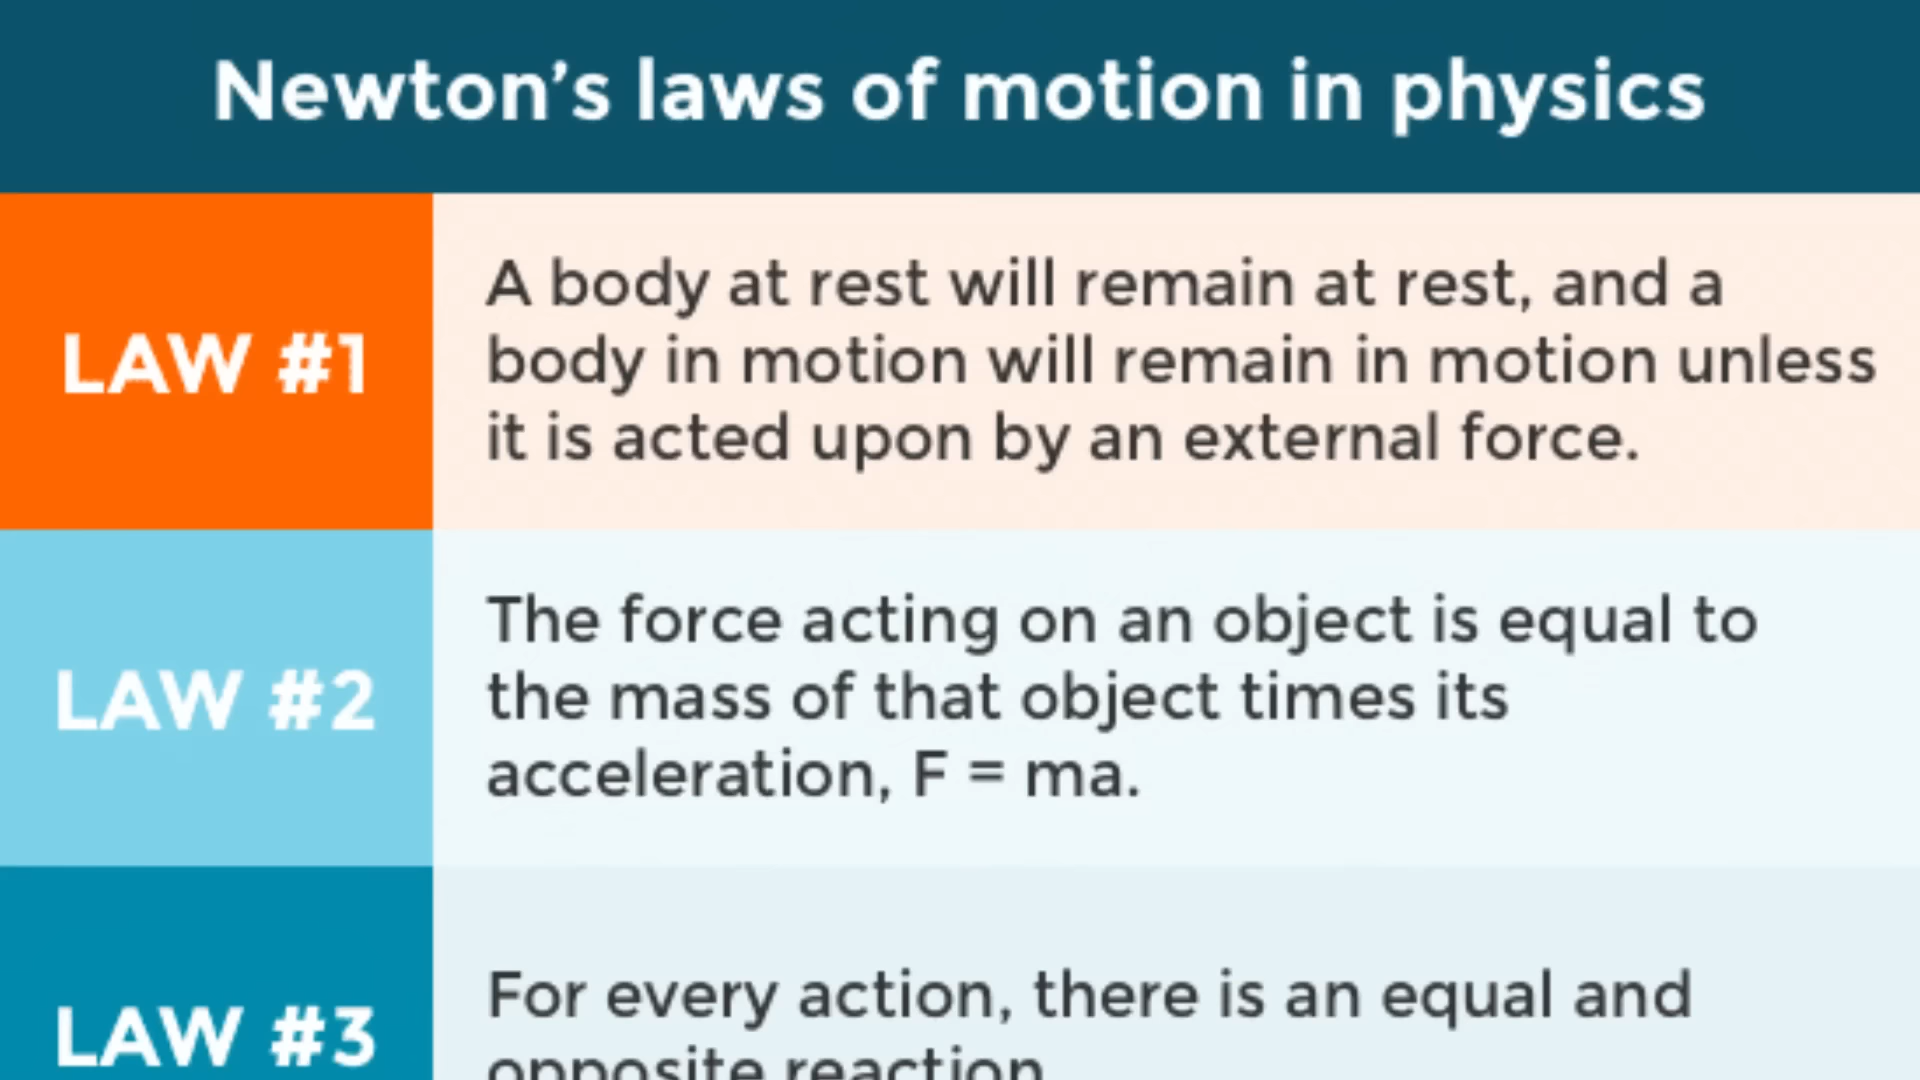 Newton’s laws of motion in physics
LAW #1
A body at rest will remain at rest, and a
body in motion will remain in motion unless
it is acted upon by an external force.
LAW #2
The force acting on an object is equal to
the mass of that object times its
acceleration, F = ma.
LAW #3
For every action, there is an equal and
opposite reaction